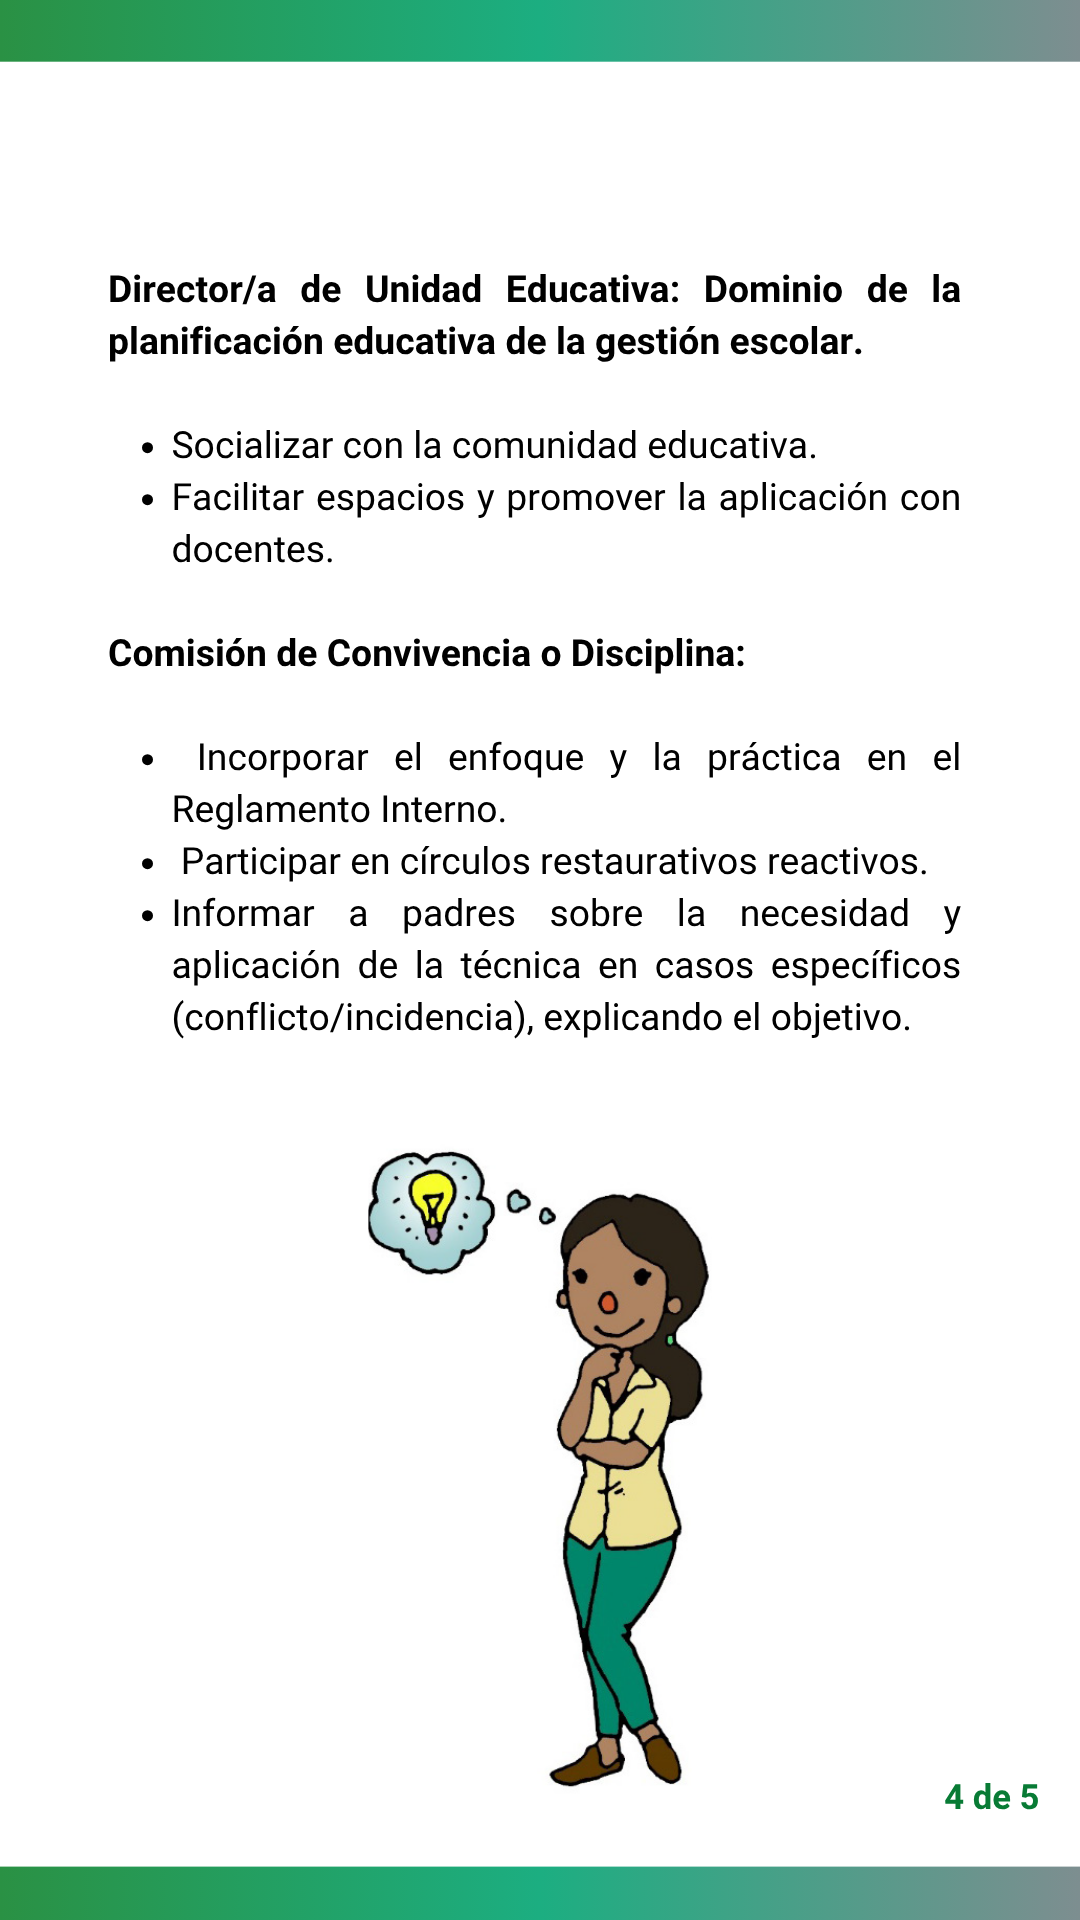 Director/a de Unidad Educativa: Dominio de la
planificación educativa de la gestión escolar.
• Socializar con la comunidad educativa.
• Facilitar espacios y promover la aplicación con
docentes.
Comisión de Convivencia o Disciplina:
• Incorporar el enfoque y la práctica en el
Reglamento Interno.
• Participar en círculos restaurativos reactivos.
• Informar a padres sobre la necesidad y
aplicación de la técnica en casos específicos
(conflicto/incidencia), explicando el objetivo.
4 de 5